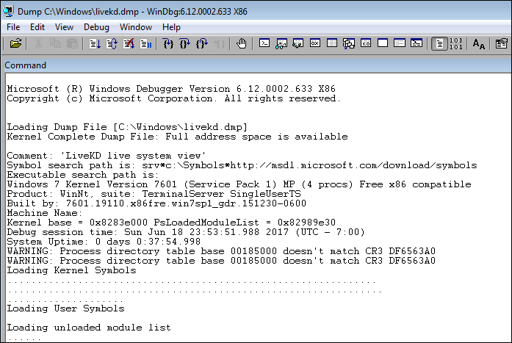 Dump C:\Windows\livekd.dmp - WinDbg:6.12.0002.633 X86
File Edit View Debug Window Help
Command
Microsoft (R) Windows Debugger Version 6.12.0002.633 X86
Copyright (c) Microsoft Corporation. All rights reserved.
Loading Dump File [C:\Windows\livekd.dmp]
Kernel Complete Dump File: Full address space is available
Comment: 'LiveKD live system view'
Symbol search path is: srv*c:\Symbols*http://msdl.microsoft.com/download/symbols
Executable search path is:
Windows 7 Kernel Version 7601 (Service Pack 1) MP (4 procs) Free x86 compatible
Product: WinNt, suite: TerminalServer SingleUserTS
Built by: 7601.19110.x86fre.win7sp1_gdr.151230-0600
Machine Name:
Kernel base = 0x8283e000 PsLoadedModuleList = 0x82989e30
Debug session time: Sun Jun 18 23:53:51.988 2017 (UTC - 7:00)
System Uptime: 0 days 0:37:54.998
WARNING: Process directory table base 00185000 doesn't match CR3 DF6563A0
WARNING: Process directory table base 00185000 doesn't match CR3 DF6563A0
Loading Kernel Symbols
...............................................................
................................................................
....................
Loading User Symbols
Loading unloaded module list
......